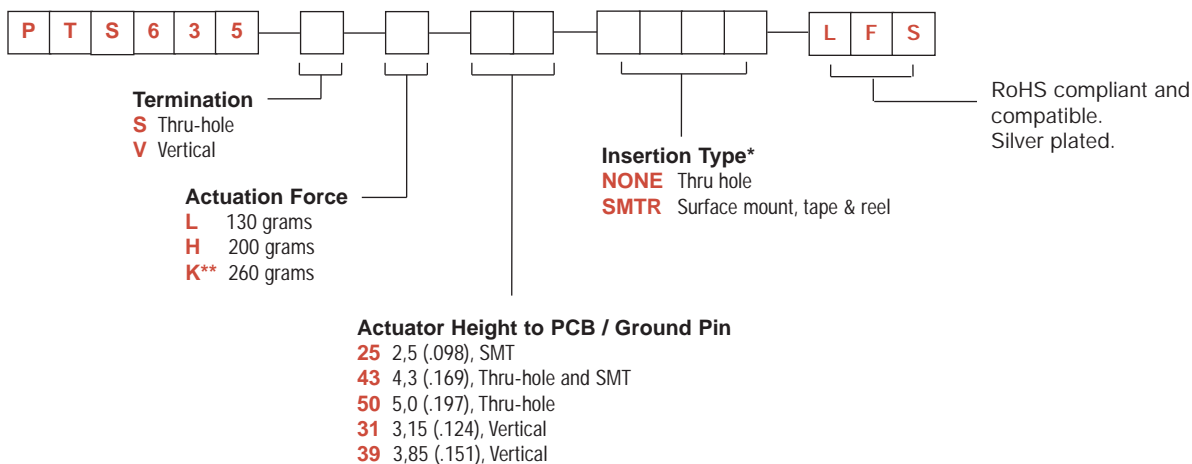 P T S 6 3 5 L F S
Termination
S Thru-hole
V Vertical
RoHS compliant and
compatible.
Silver plated.
Actuation Force
L 130 grams
H 200 grams
K** 260 grams
Insertion Type*
NONE Thru hole
SMTR Surface mount, tape & reel
Actuator Height to PCB / Ground Pin
25 2,5 (.098), SMT
43 4,3 (.169), Thru-hole and SMT
50 5,0 (.197), Thru-hole
31 3,15 (.124), Vertical
39 3,85 (.151), Vertical